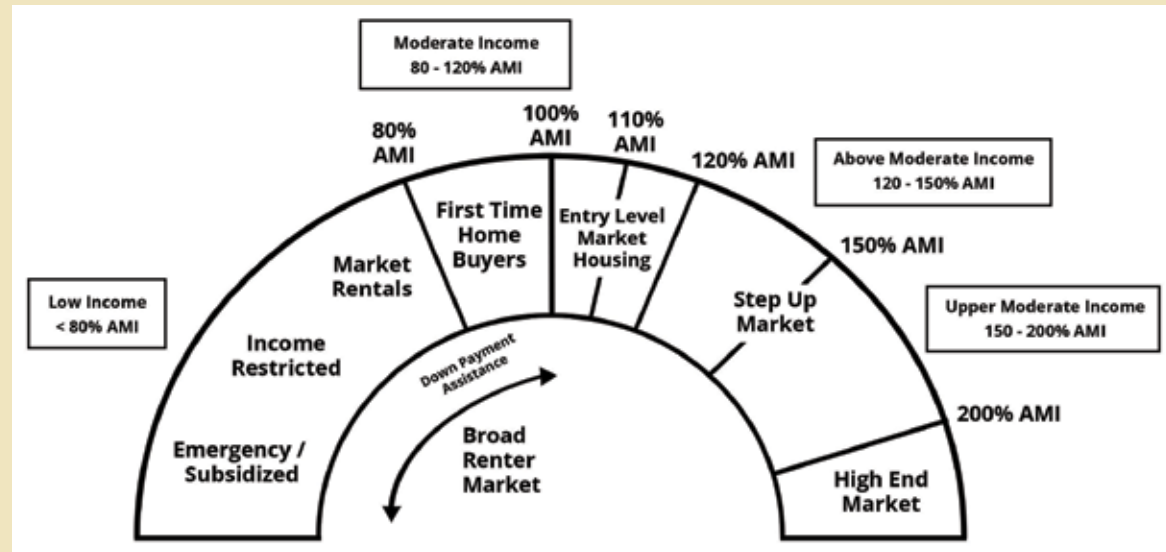 Moderate Income
80 - 120% AMI
100%
AMI
110%
AMI
80%
AMI
120% AMI
Above Moderate Income
120 - 150% AMI
First Time
Home
Buyers
Entry Level
Market
Housing
150% AMI
Market
Rentals
Low Income
< 80% AMI
Step Up
Market
Upper Moderate Income
150 - 200% AMI
Income
Restricted
Down Payment
Assistance
200% AMI
Broad
Renter
Market
Emergency /
Subsidized
High End
Market